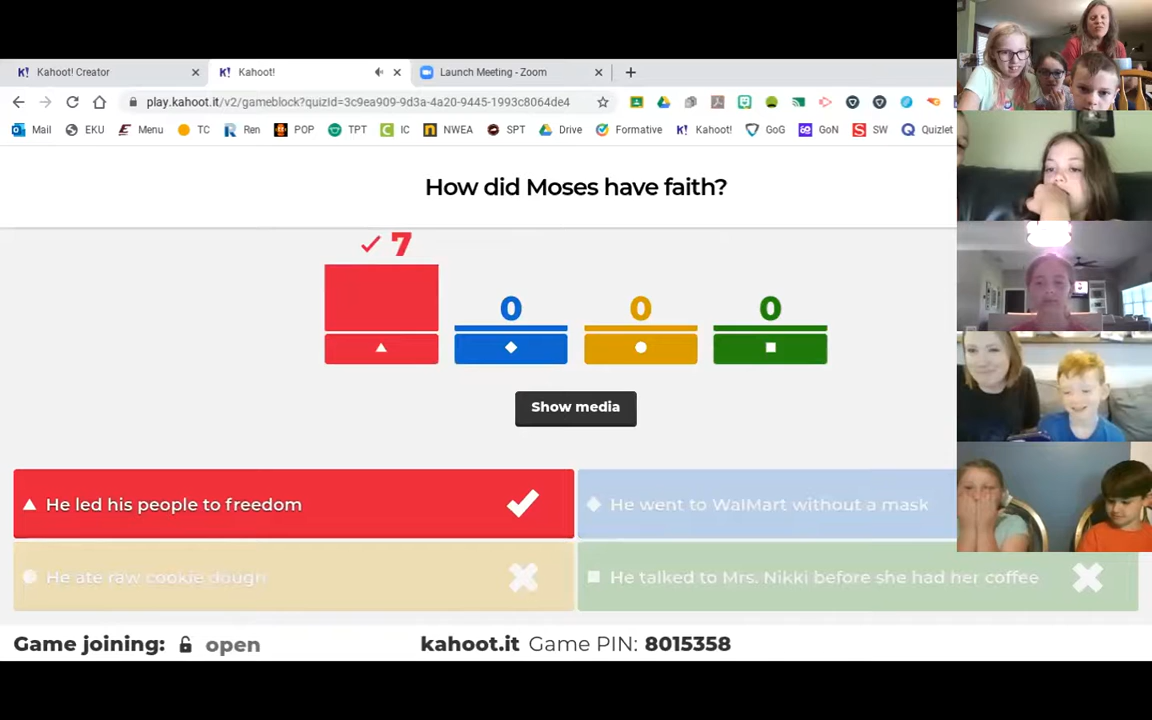 K! Kahoot! Creator
K! Kahoot!
Launch Meeting - Zoom
play.kahoot.it/v2/gameblock?quizId=3c9ea909-9d3a-4a20-9445-1993c8064de4
Mail EKU Menu TC Ren POP TPT IC NWEA SPT Drive Formative K! Kahoot! GoG GoN SW Quizlet
How did Moses have faith?
7
0 0 0
Show media
He led his people to freedom
He went to WalMart without a mask
He ate raw cookie dough
He talked to Mrs. Nikki before she had her coffee
Game joining: open kahoot.it Game PIN: 8015358